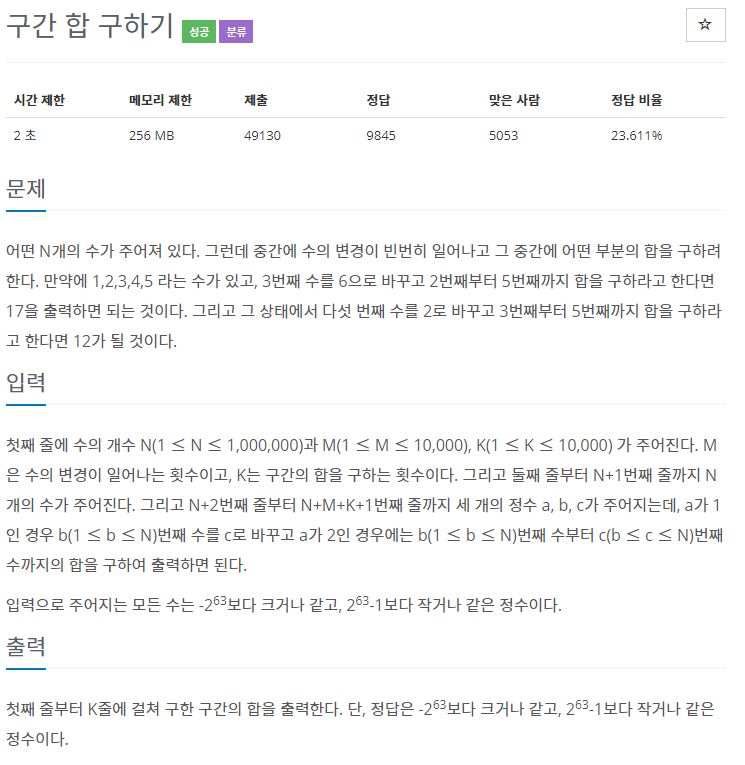 구간 합 구하기 성공 분류
☆
시간 제한 메모리 제한 제출 정답 맞은 사람 정답 비율
2 초 256 MB 49130 9845 5053 23.611%
문제
어떤 N개의 수가 주어져 있다. 그런데 중간에 수의 변경이 빈번히 일어나고 그 중간에 어떤 부분의 합을 구하려
한다. 만약에 1,2,3,4,5 라는 수가 있고, 3번째 수를 6으로 바꾸고 2번째부터 5번째까지 합을 구하라고 한다면
17을 출력하면 되는 것이다. 그리고 그 상태에서 다섯 번째 수를 2로 바꾸고 3번째부터 5번째까지 합을 구하라
고 한다면 12가 될 것이다.
입력
첫째 줄에 수의 개수 N(1 ≤ N ≤ 1,000,000)과 M(1 ≤ M ≤ 10,000), K(1 ≤ K ≤ 10,000) 가 주어진다. M
은 수의 변경이 일어나는 횟수이고, K는 구간의 합을 구하는 횟수이다. 그리고 둘째 줄부터 N+1번째 줄까지 N
개의 수가 주어진다. 그리고 N+2번째 줄부터 N+M+K+1번째 줄까지 세 개의 정수 a, b, c가 주어지는데, a가 1
인 경우 b(1 ≤ b ≤ N)번째 수를 c로 바꾸고 a가 2인 경우에는 b(1 ≤ b ≤ N)번째 수부터 c(b ≤ c ≤ N)번째
수까지의 합을 구하여 출력하면 된다.
입력으로 주어지는 모든 수는 -2⁶³보다 크거나 같고, 2⁶³-1보다 작거나 같은 정수이다.
출력
첫째 줄부터 K줄에 걸쳐 구한 구간의 합을 출력한다. 단, 정답은 -2⁶³보다 크거나 같고, 2⁶³-1보다 작거나 같은
정수이다.